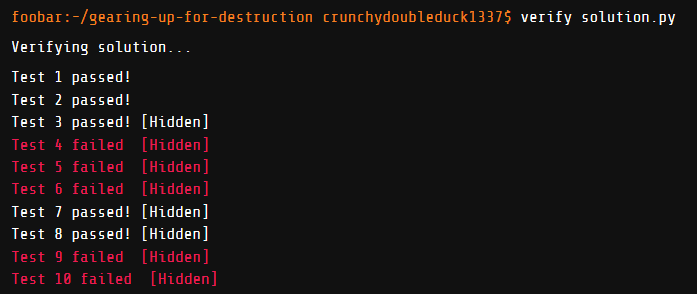 foobar:~/gearing-up-for-destruction crunchydoubleduck1337$ verify solution.py
Verifying solution...
Test 1 passed!
Test 2 passed!
Test 3 passed! [Hidden]
Test 4 failed  [Hidden]
Test 5 failed  [Hidden]
Test 6 failed  [Hidden]
Test 7 passed! [Hidden]
Test 8 passed! [Hidden]
Test 9 failed  [Hidden]
Test 10 failed  [Hidden]